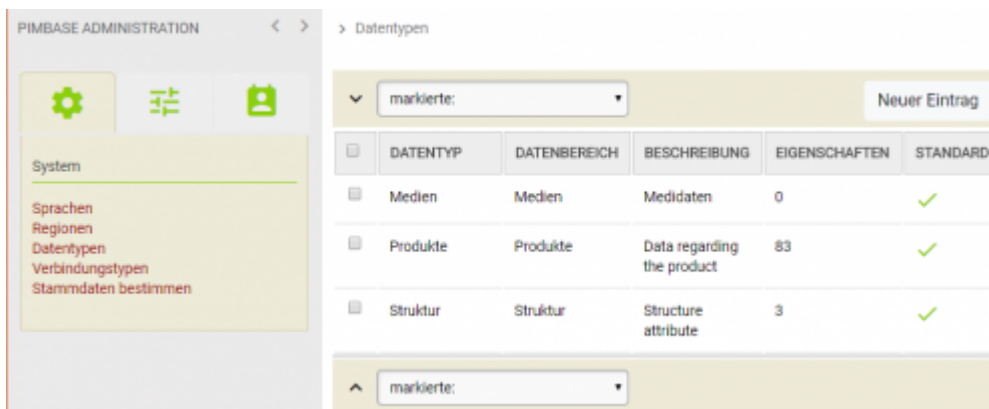 PIMBASE ADMINISTRATION < >
System
Sprachen
Regionen
Datentypen
Verbindungstypen
Stammdaten bestimmen
> Datentypen
markierte:
Neuer Eintrag
DATENTYP DATENBEREICH BESCHREIBUNG EIGENSCHAFTEN STANDARD
Medien Medien Medidaten 0
Produkte Produkte Data regarding 83
the product
Struktur Struktur Structure 3
attribute
markierte: